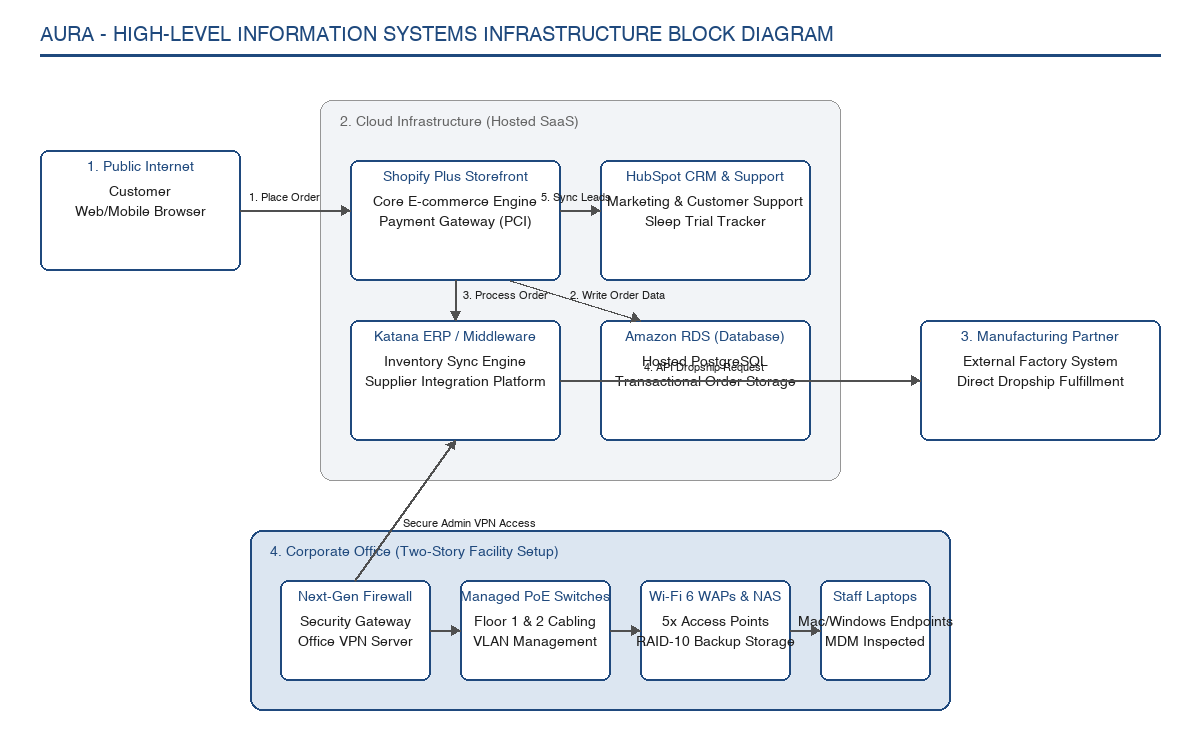 AURA - HIGH-LEVEL INFORMATION SYSTEMS INFRASTRUCTURE BLOCK DIAGRAM
2. Cloud Infrastructure (Hosted SaaS)
1. Public Internet
Customer
Web/Mobile Browser
1. Place Order
Shopify Plus Storefront
Core E-commerce Engine
Payment Gateway (PCI)
5. Sync Leads
HubSpot CRM & Support
Marketing & Customer Support
Sleep Trial Tracker
3. Process Order
2. Write Order Data
Katana ERP / Middleware
Inventory Sync Engine
Supplier Integration Platform
Amazon RDS (Database)
Hosted PostgreSQL
4. API Dropship Request
Transactional Order Storage
3. Manufacturing Partner
External Factory System
Direct Dropship Fulfillment
Secure Admin VPN Access
4. Corporate Office (Two-Story Facility Setup)
Next-Gen Firewall
Security Gateway
Office VPN Server
Managed PoE Switches
Floor 1 & 2 Cabling
VLAN Management
Wi-Fi 6 WAPs & NAS
5x Access Points
RAID-10 Backup Storage
Staff Laptops
Mac/Windows Endpoints
MDM Inspected